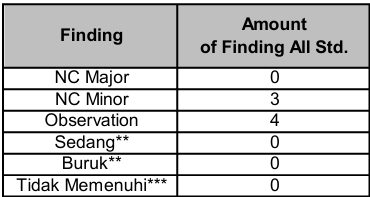 Finding Amount of Finding All Std.
NC Major 0
NC Minor 3
Observation 4
Sedang** 0
Buruk** 0
Tidak Memenuhi*** 0